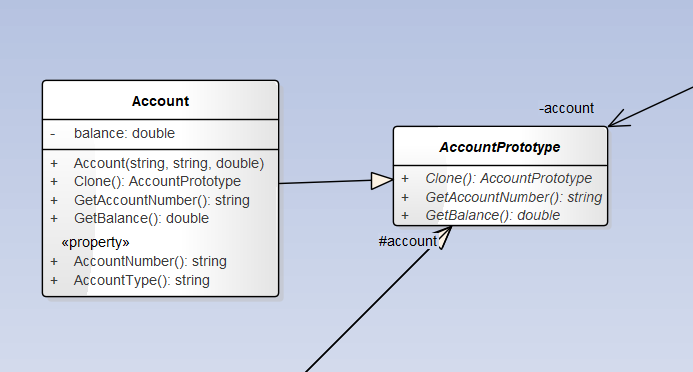 Account
- balance: double
+ Account(string, string, double)
+ Clone(): AccountPrototype
+ GetAccountNumber(): string
+ GetBalance(): double
«property»
+ AccountNumber(): string
+ AccountType(): string
-account
AccountPrototype
+ Clone(): AccountPrototype
+ GetAccountNumber(): string
+ GetBalance(): double
#account